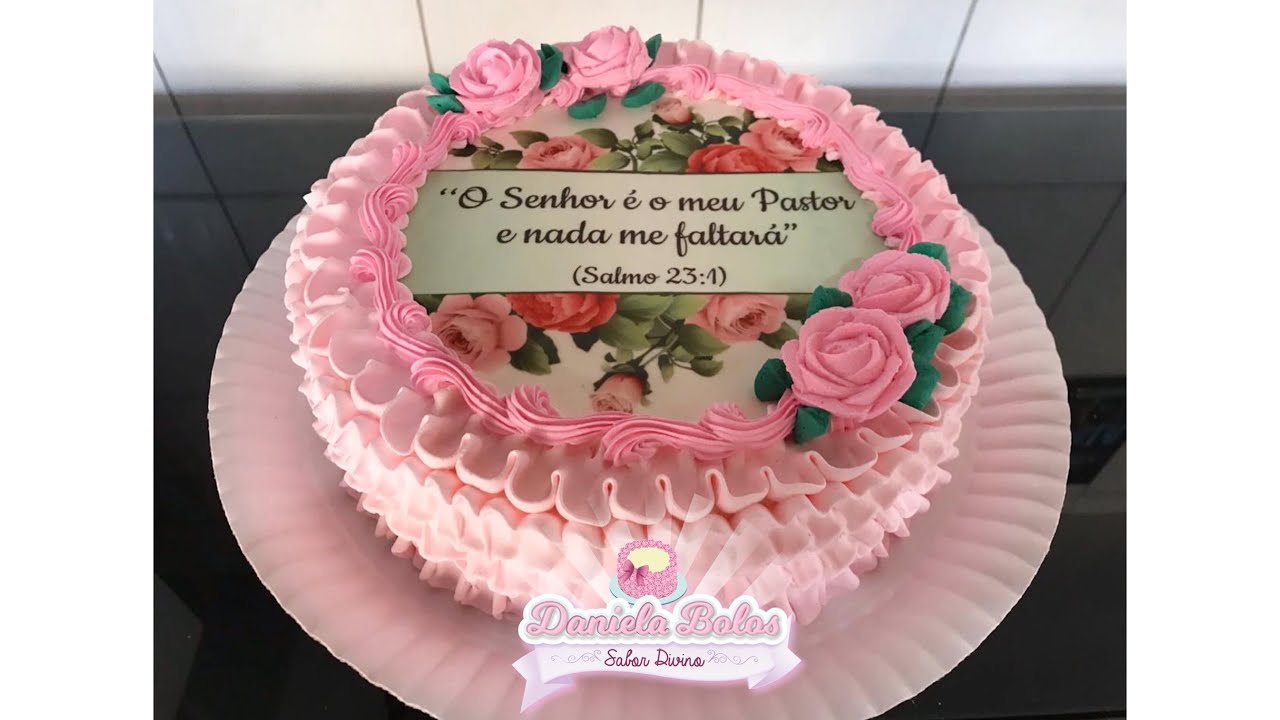 “O Senhor é o meu Pastor
e nada me faltará”
(Salmo 23:1)
Daniela Bolos
Sabor Divino